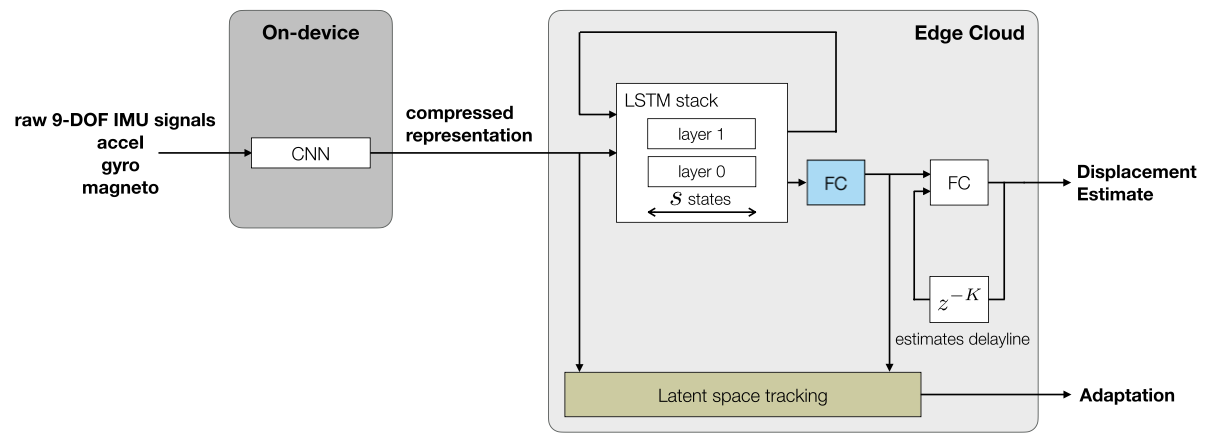 On-device
Edge Cloud
raw 9-DOF IMU signals
accel
gyro
magneto
CNN
compressed
representation
LSTM stack
layer 1
layer 0
S states
FC
FC
Displacement
Estimate
z^{-K}
estimates delayline
Latent space tracking
Adaptation